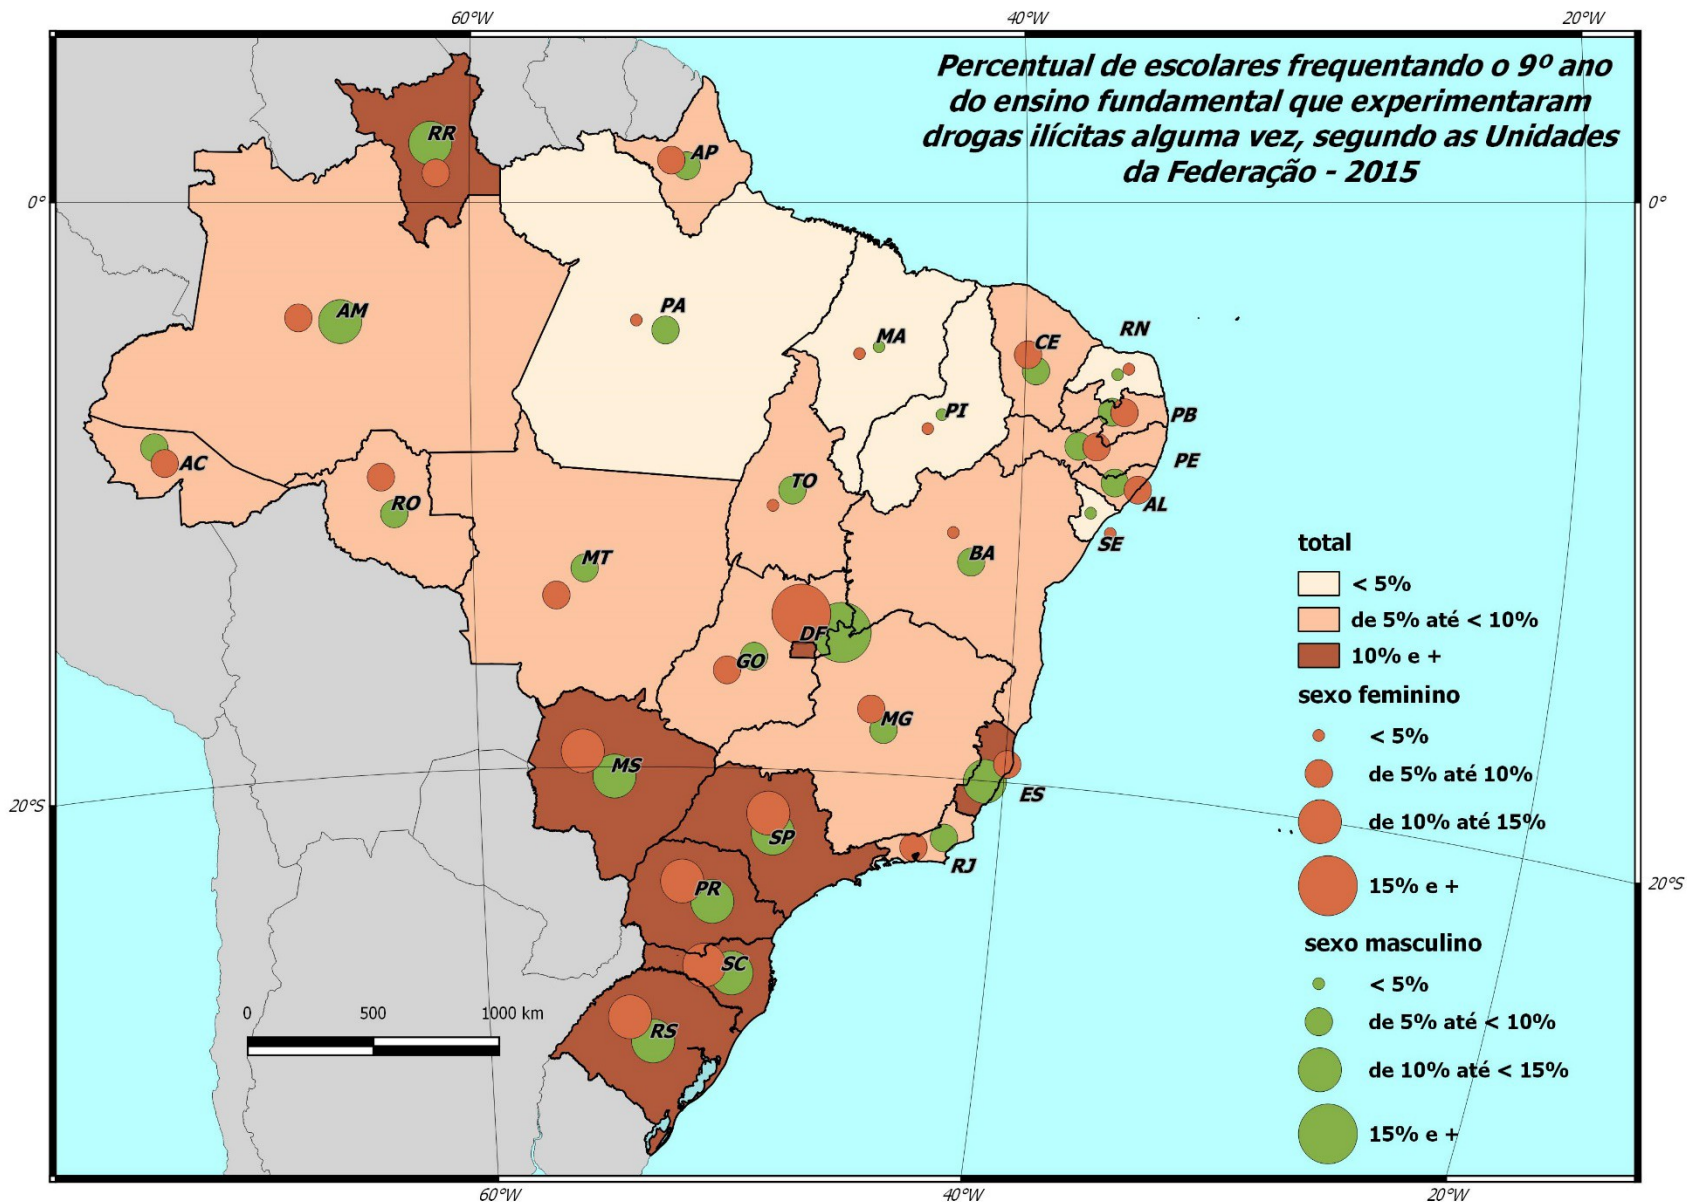 60°W
40°W
20°W
Percentual de escolares frequentando o 9º ano
do ensino fundamental que experimentaram
drogas ilícitas alguma vez, segundo as Unidades
da Federação - 2015
RR
AP
0°
0°
AM
PA
MA
CE
RN
PI
PB
PE
AC
TO
AL
RO
SE
MT
BA
DF
GO
MG
MS
ES
SP
RJ
PR
SC
RS
20°S
20°S
total
< 5%
de 5% até < 10%
10% e +
sexo feminino
< 5%
de 5% até 10%
de 10% até 15%
15% e +
sexo masculino
< 5%
de 5% até < 10%
de 10% até < 15%
15% e +
0 500 1000 km
60°W
40°W
20°W